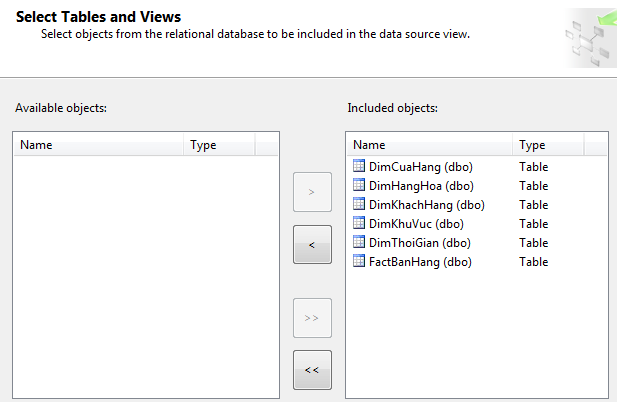 Select Tables and Views
Select objects from the relational database to be included in the data source view.
Available objects:
Name Type
>
<
>>
<<
Included objects:
Name Type
DimCuaHang (dbo) Table
DimHangHoa (dbo) Table
DimKhachHang (dbo) Table
DimKhuVuc (dbo) Table
DimThoiGian (dbo) Table
FactBanHang (dbo) Table